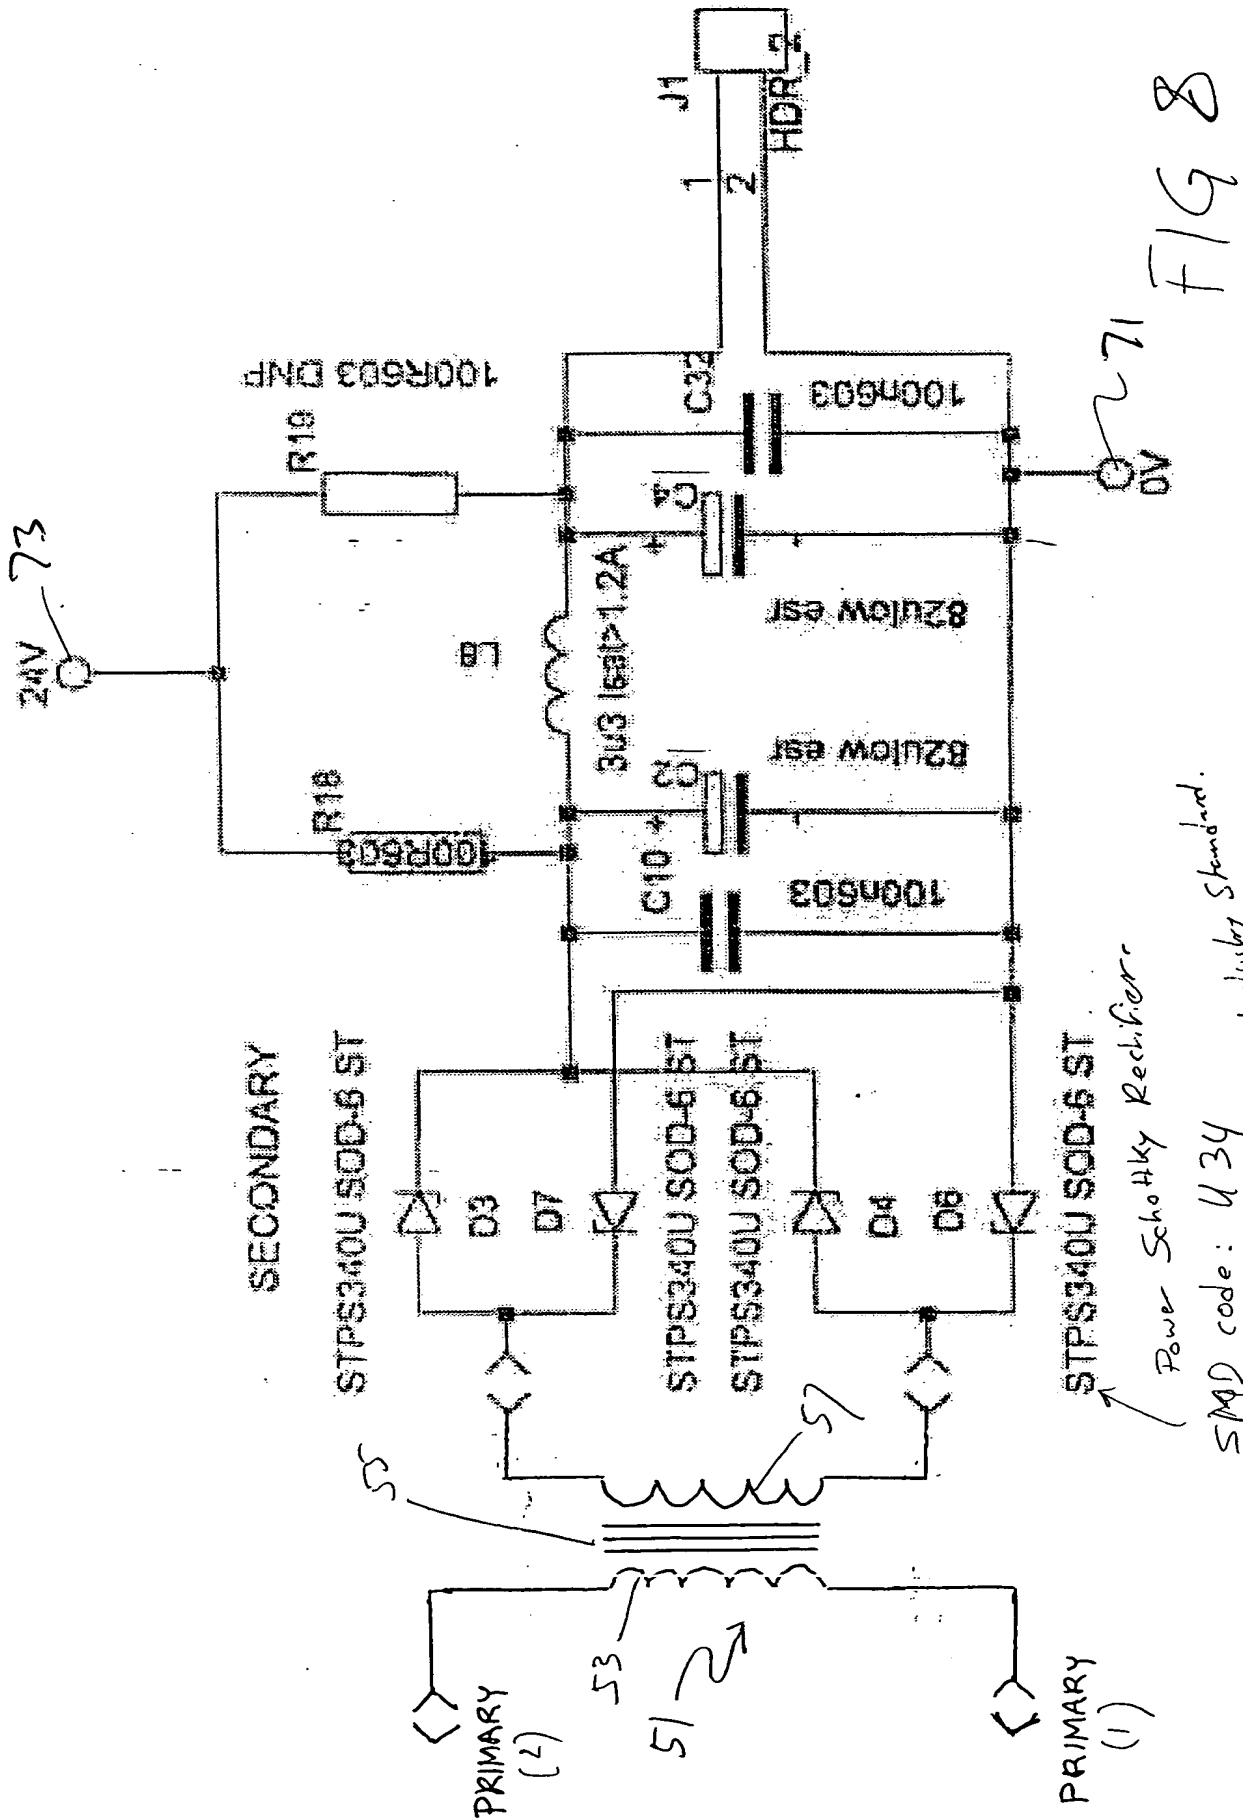 24V
73
R18
100R603
R19
100R603 DNP
SECONDARY
STPS340U SOD-6 ST
D3
D7
STPS340U SOD-6 ST
STPS340U SOD-6 ST
D4
D6
STPS340U SOD-6 ST
L8
3u3 Isat>1.2A
C10
100n603
C2
+
82ulow esr
C4
+
82ulow esr
C32
100n603
J1
1
2
HDR_2
0V
71
PRIMARY
(2)
PRIMARY
(1)
51
53
55
57
Power Schottky Rectifier.
SMD code: U34
Standard.
FIG 8